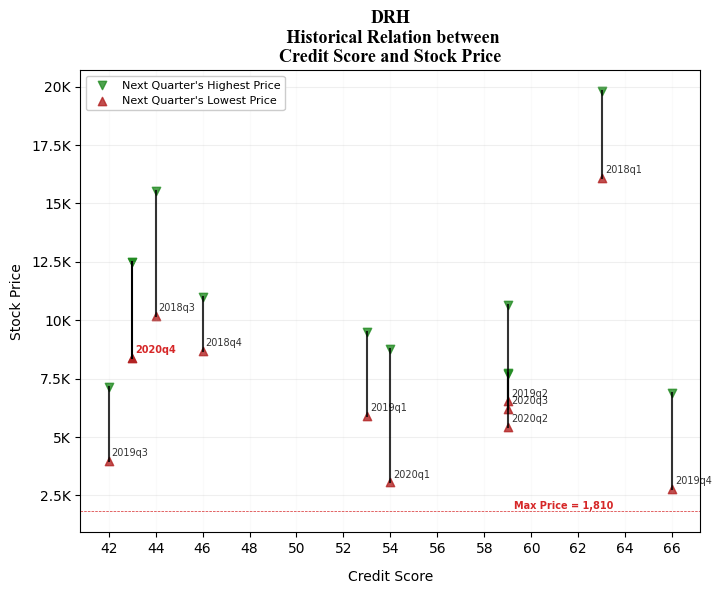 DRH
Historical Relation between
Credit Score and Stock Price
Next Quarter's Highest Price
Next Quarter's Lowest Price
20K
17.5K
15K
12.5K
10K
7.5K
5K
2.5K
Stock Price
2018q1
2018q3
2018q4
2020q4
2019q2
2020q3
2020q2
2019q1
2019q3
2020q1
2019q4
Max Price = 1,810
42 44 46 48 50 52 54 56 58 60 62 64 66
Credit Score